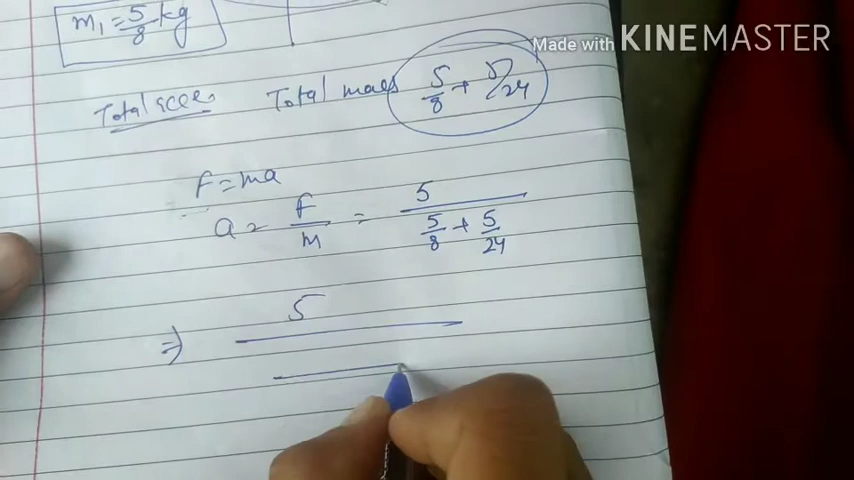 Made with KINEMASTER
m₁ = 5/8 kg
Total acce. Total mass 5/8 + 5/24
F = ma
a = F/m = 5/(5/8 + 5/24)
⇒ 5